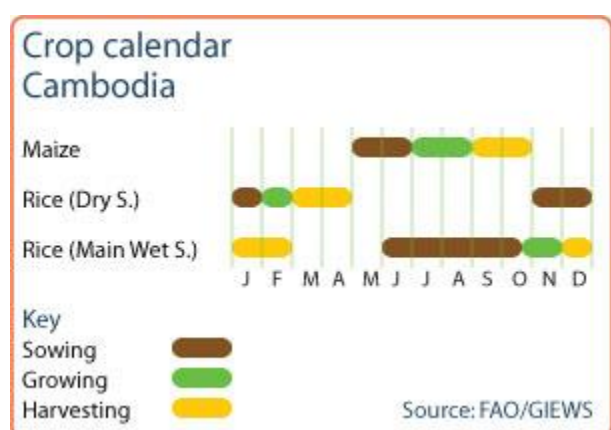 Crop calendar
Cambodia
Maize
Rice (Dry S.)
Rice (Main Wet S.)
J F M A M J J A S O N D
Key
Sowing
Growing
Harvesting
Source: FAO/GIEWS